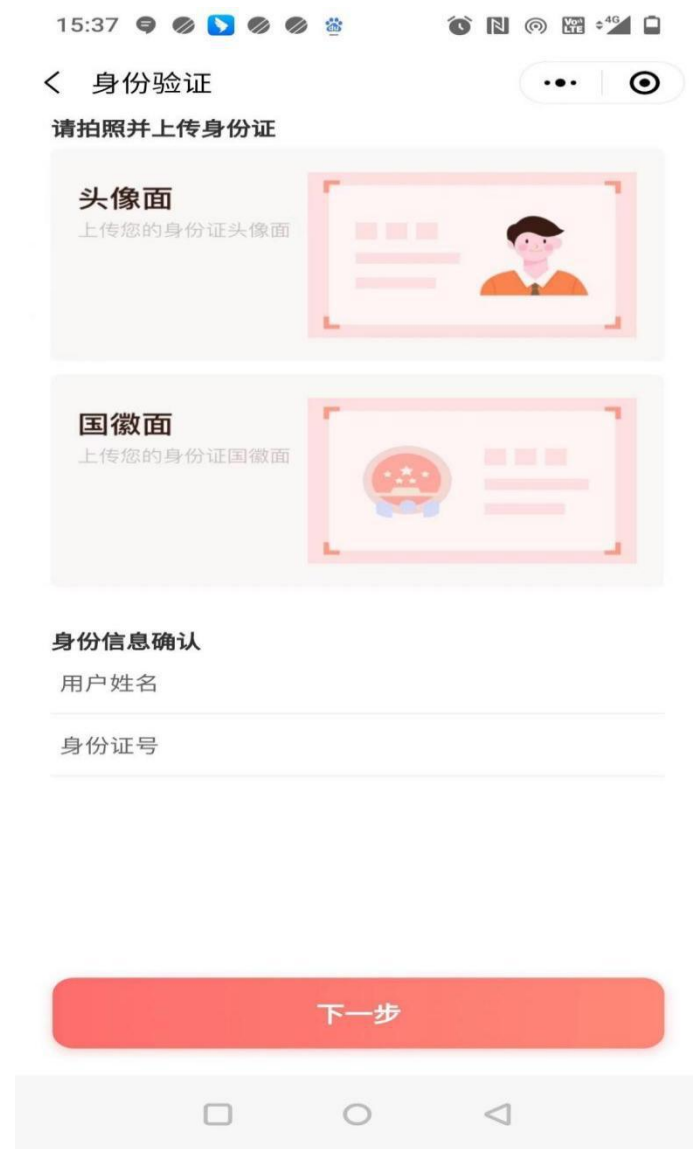 15:37
VoLTE
4G
身份验证
请拍照并上传身份证
头像面
上传您的身份证头像面
国徽面
上传您的身份证国徽面
身份信息确认
用户姓名
身份证号
下一步